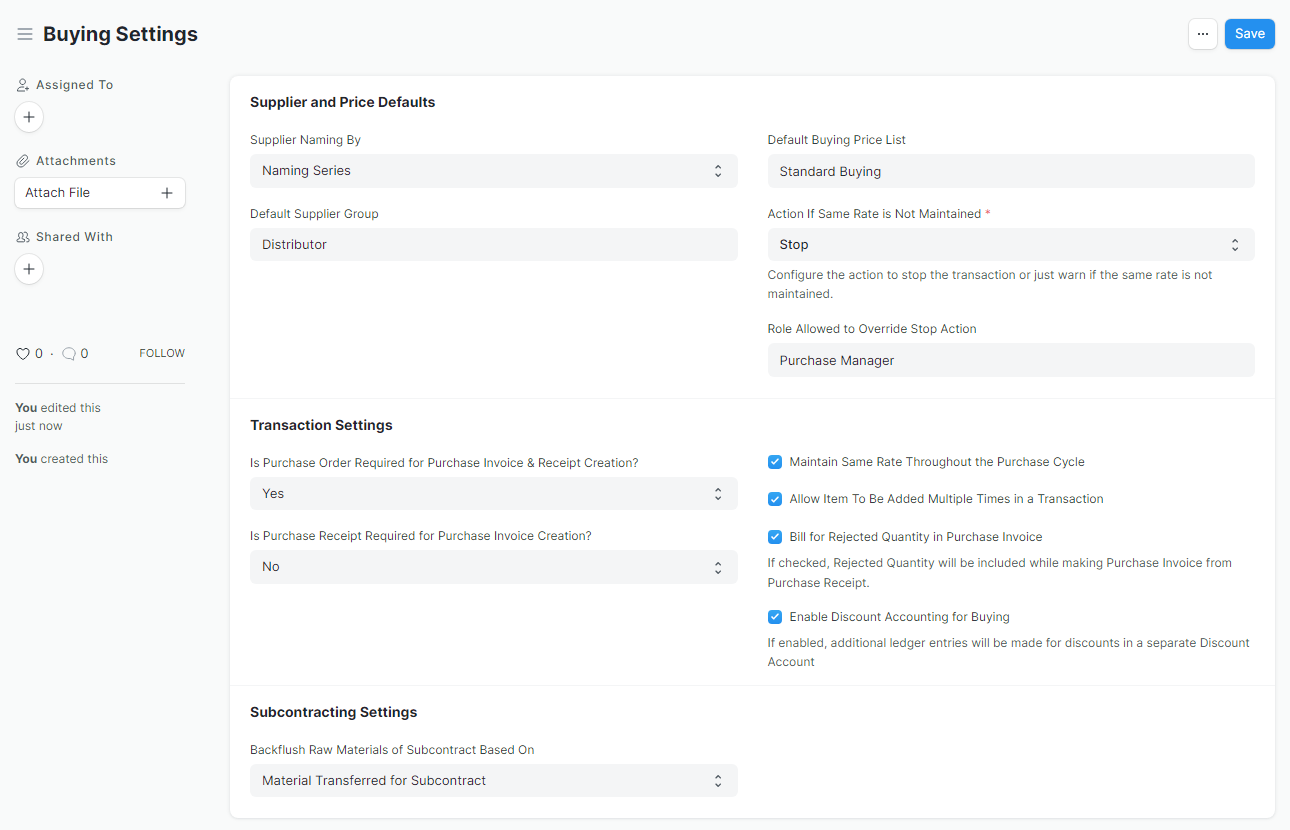 Buying Settings
...
Save
Assigned To
Attachments
Attach File
Shared With
0 · 0 FOLLOW
You edited this
just now
You created this
Supplier and Price Defaults
Supplier Naming By
Naming Series
Default Supplier Group
Distributor
Default Buying Price List
Standard Buying
Action If Same Rate is Not Maintained *
Stop
Configure the action to stop the transaction or just warn if the same rate is not
maintained.
Role Allowed to Override Stop Action
Purchase Manager
Transaction Settings
Is Purchase Order Required for Purchase Invoice & Receipt Creation?
Yes
Is Purchase Receipt Required for Purchase Invoice Creation?
No
Maintain Same Rate Throughout the Purchase Cycle
Allow Item To Be Added Multiple Times in a Transaction
Bill for Rejected Quantity in Purchase Invoice
If checked, Rejected Quantity will be included while making Purchase Invoice from
Purchase Receipt.
Enable Discount Accounting for Buying
If enabled, additional ledger entries will be made for discounts in a separate Discount
Account
Subcontracting Settings
Backflush Raw Materials of Subcontract Based On
Material Transferred for Subcontract